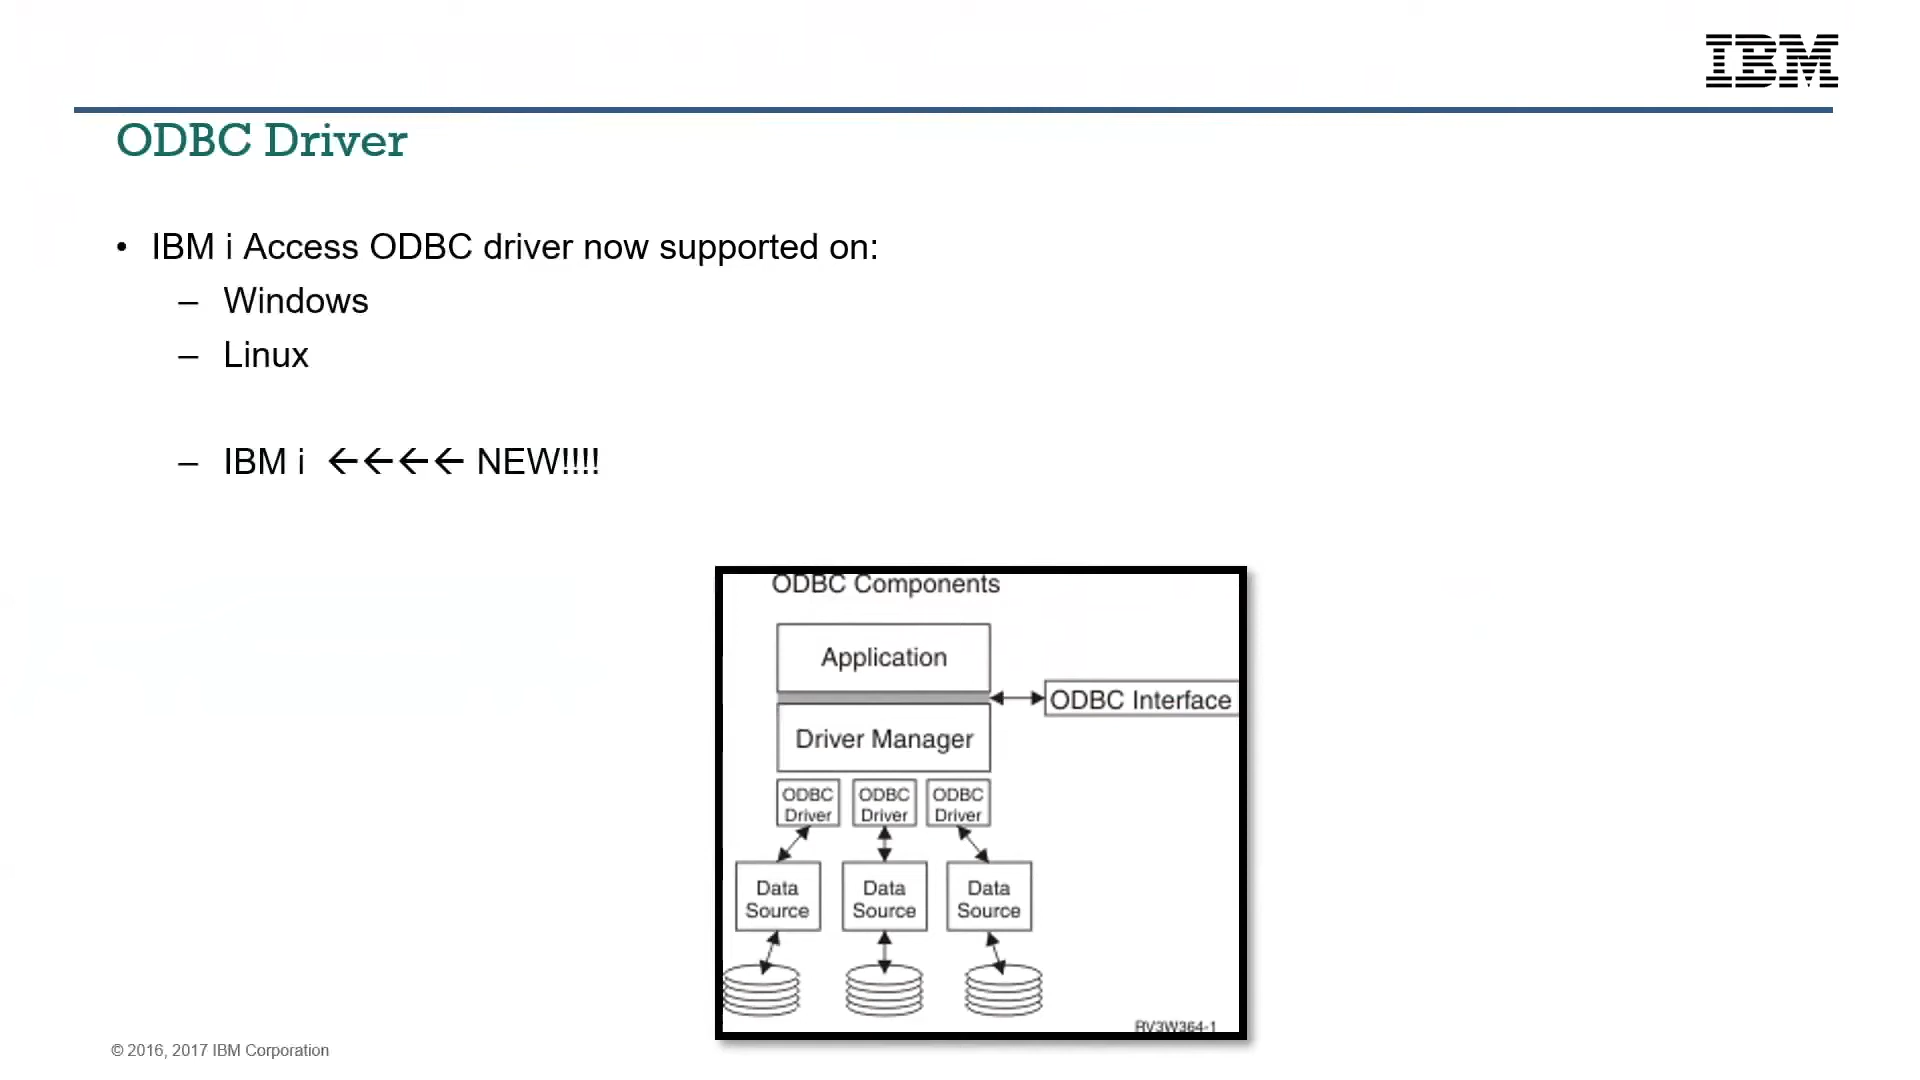 IBM
ODBC Driver
• IBM i Access ODBC driver now supported on:
– Windows
– Linux
– IBM i ←←←← NEW!!!!
ODBC Components
Application
ODBC Interface
Driver Manager
ODBC Driver
ODBC Driver
ODBC Driver
Data Source
Data Source
Data Source
RV3W364-1
© 2016, 2017 IBM Corporation